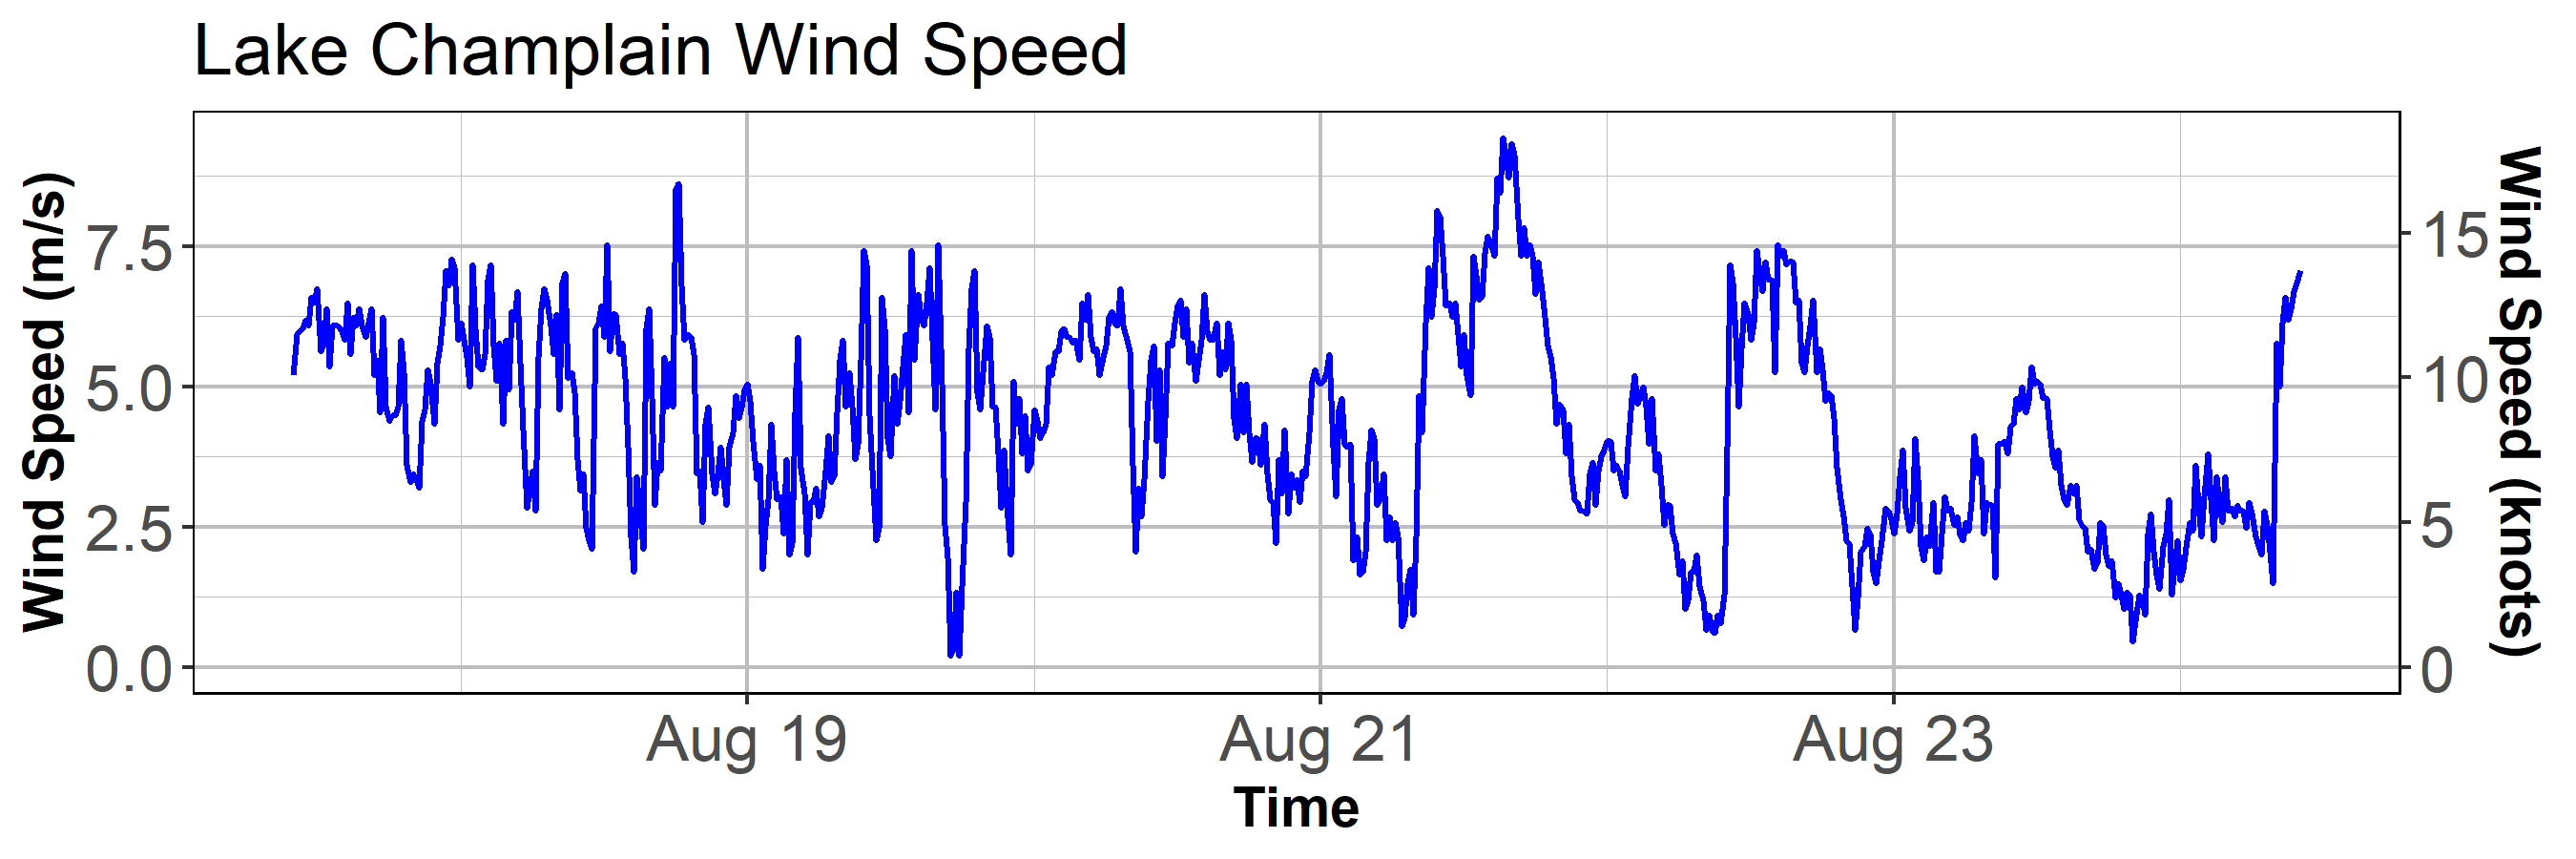 Lake Champlain Wind Speed
Wind Speed (m/s)
7.5
5.0
2.5
0.0
15
10
5
0
Wind Speed (knots)
Aug 19
Aug 21
Aug 23
Time